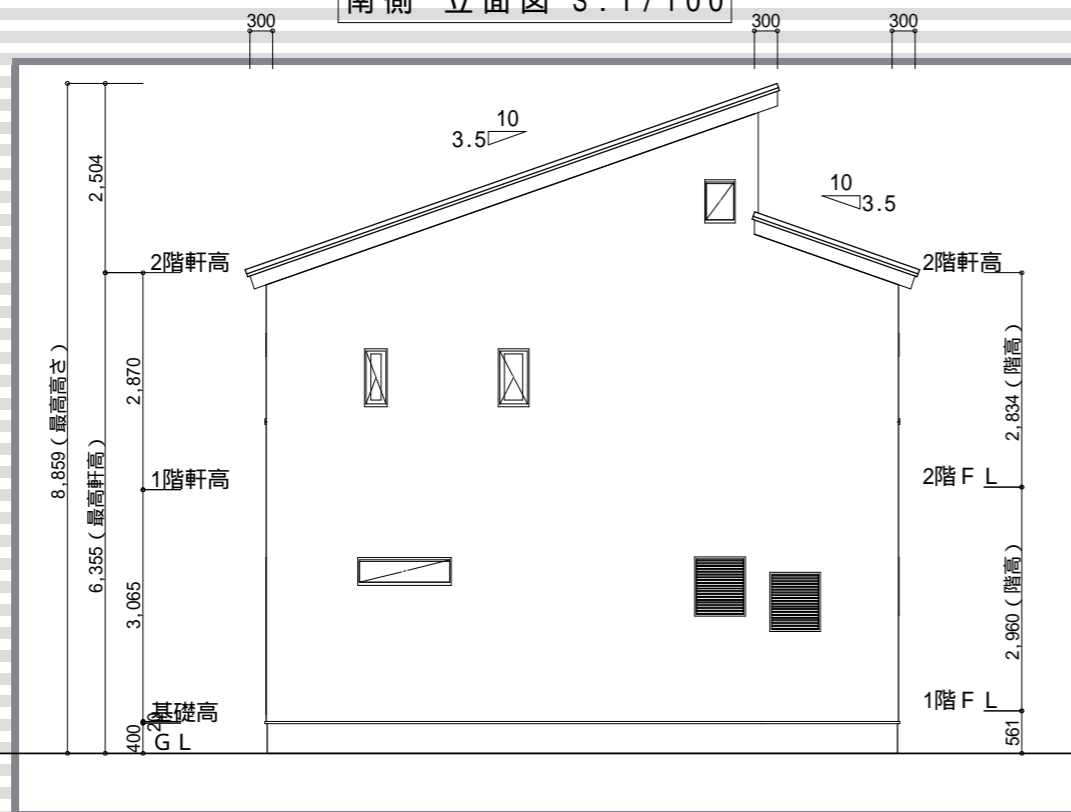 南側 立面図 S:1/100
300
300
300
10
3.5
10
3.5
2,504
2階軒高
2階軒高
2,870
2,834(階高)
8,859(最高高さ)
6,355(最高軒高)
1階軒高
2階FL
3,065
2,960(階高)
1階FL
基礎高
20
400
GL
561